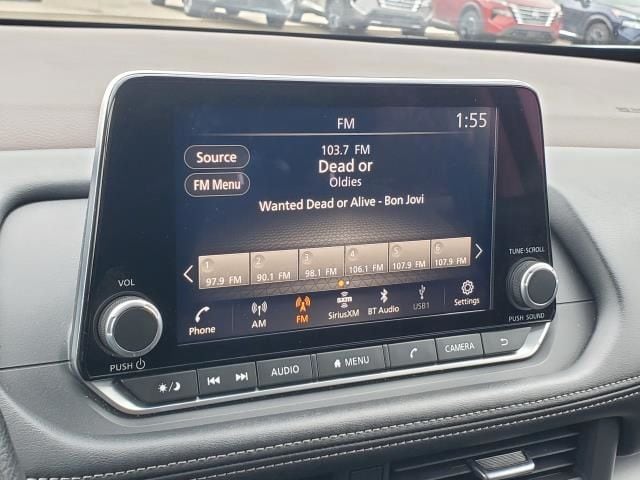 FM
1:55
Source
103.7 FM
Dead or
Oldies
FM Menu
Wanted Dead or Alive - Bon Jovi
1 2 3 4 5 6
97.9 FM 90.1 FM 98.1 FM 106.1 FM 107.9 FM 107.9 FM
Phone
AM
FM
SXM
SiriusXM
BT Audio
USB1
Settings
VOL
PUSH
TUNE·SCROLL
PUSH SOUND
AUDIO
MENU
CAMERA